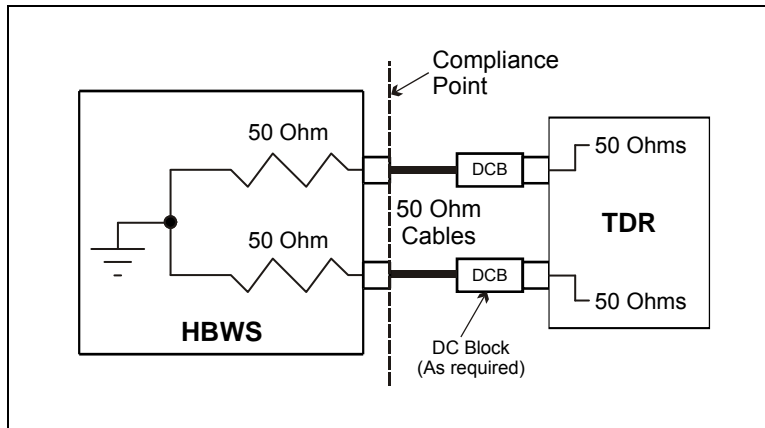 Compliance
Point
50 Ohm
50 Ohms
DCB
TDR
50 Ohm
Cables
50 Ohm
DCB
50 Ohms
HBWS
DC Block
(As required)